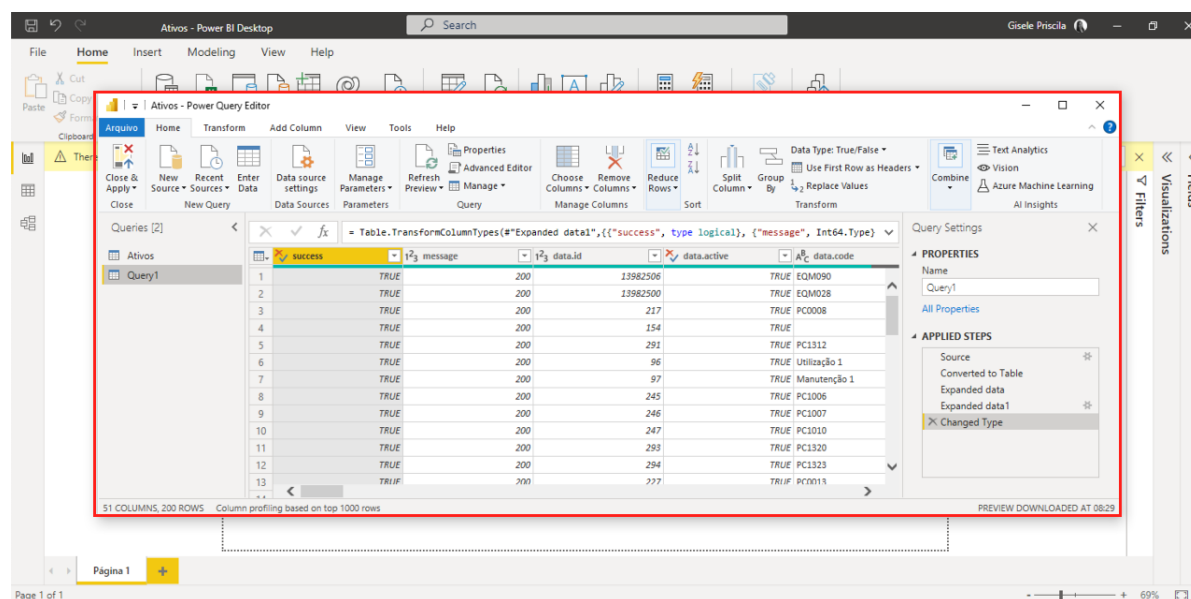 Ativos - Power BI Desktop
Search
Gisele Priscila
File Home Insert Modeling View Help
Cut
Copy
Paste
Clipboard
Ativos - Power Query Editor
Arquivo Home Transform Add Column View Tools Help
Close & Apply
New Source
Recent Sources
Enter Data
Data source settings
Manage Parameters
Refresh Preview
Properties
Advanced Editor
Manage
Choose Columns
Remove Columns
Reduce Rows
Split Column
Group By
Data Type: True/False
Use First Row as Headers
Replace Values
Combine
Text Analytics
Vision
Azure Machine Learning
Close New Query Data Sources Parameters Query Manage Columns Sort Transform AI Insights
Queries [2]
Ativos
Query1
fx = Table.TransformColumnTypes(#"Expanded data1",{{"success", type logical}, {"message", Int64.Type}
success 123 message 123 data.id data.active ABC data.code
1 TRUE 200 13982506 TRUE EQM090
2 TRUE 200 13982500 TRUE EQM028
3 TRUE 200 217 TRUE PC0008
4 TRUE 200 154 TRUE
5 TRUE 200 291 TRUE PC1312
6 TRUE 200 96 TRUE Utilização 1
7 TRUE 200 97 TRUE Manutenção 1
8 TRUE 200 245 TRUE PC1006
9 TRUE 200 246 TRUE PC1007
10 TRUE 200 247 TRUE PC1010
11 TRUE 200 293 TRUE PC1320
12 TRUE 200 294 TRUE PC1323
13 TRUE 200 227 TRUE PC0013
Query Settings
PROPERTIES
Name
Query1
All Properties
APPLIED STEPS
Source
Converted to Table
Expanded data
Expanded data1
Changed Type
51 COLUMNS, 200 ROWS Column profiling based on top 1000 rows
PREVIEW DOWNLOADED AT 08:29
Filters
Visualizations
Página 1
Page 1 of 1
69%